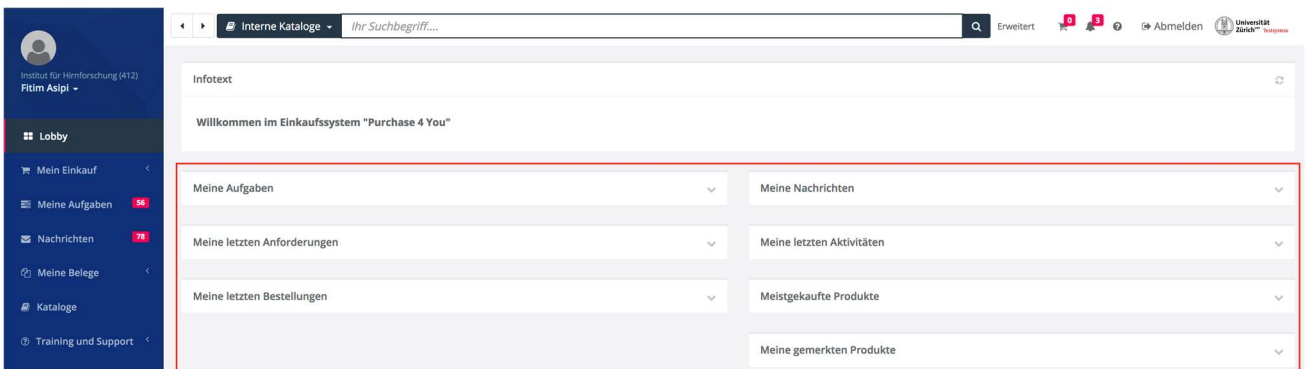 Interne Kataloge
Ihr Suchbegriff....
Erweitert
0
3
Abmelden
Universität
Zürich UZH
Testsystem
Institut für Hirnforschung (412)
Fitim Asipi
Lobby
Mein Einkauf
Meine Aufgaben 56
Nachrichten 78
Meine Belege
Kataloge
Training und Support
Infotext
Willkommen im Einkaufssystem "Purchase 4 You"
Meine Aufgaben
Meine Nachrichten
Meine letzten Anforderungen
Meine letzten Aktivitäten
Meine letzten Bestellungen
Meistgekaufte Produkte
Meine gemerkten Produkte